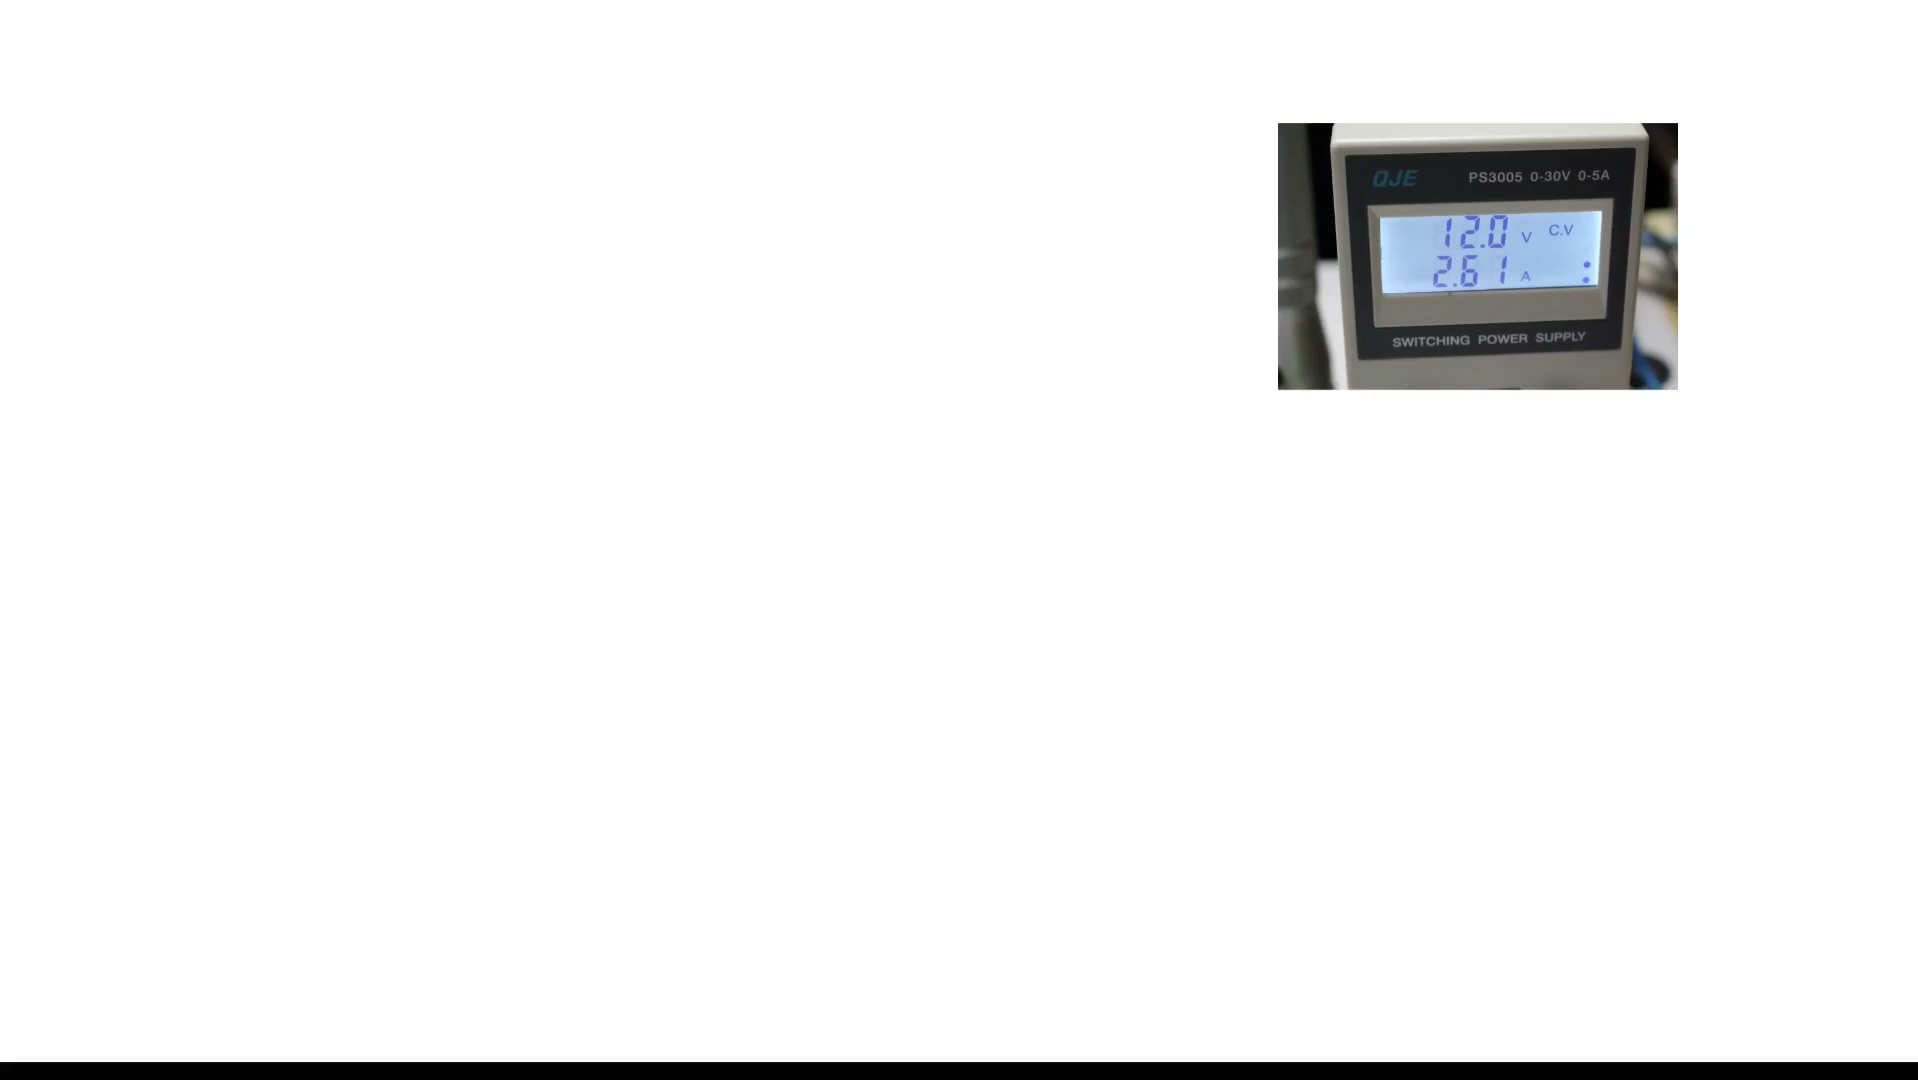 QJE PS3005 0-30V 0-5A
12.0 V C.V
2.61 A
SWITCHING POWER SUPPLY